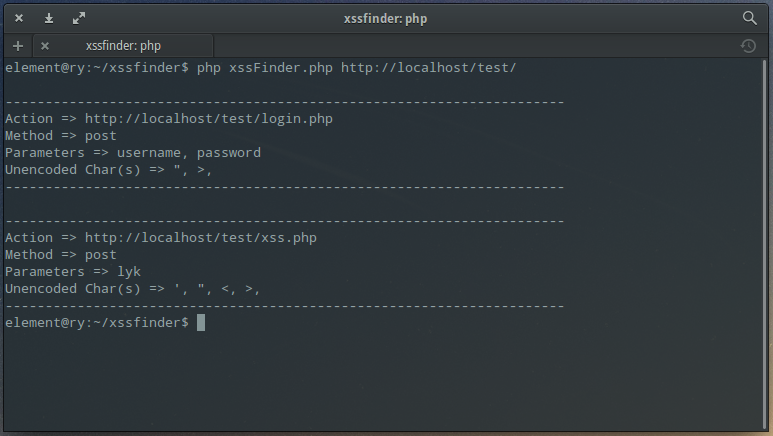 xssfinder: php
xssfinder: php
element@ry:~/xssfinder$ php xssFinder.php http://localhost/test/
----------------------------------------------------------------------
Action => http://localhost/test/login.php
Method => post
Parameters => username, password
Unencoded Char(s) => ", >,
----------------------------------------------------------------------
----------------------------------------------------------------------
Action => http://localhost/test/xss.php
Method => post
Parameters => lyk
Unencoded Char(s) => ', ", <, >,
----------------------------------------------------------------------
element@ry:~/xssfinder$